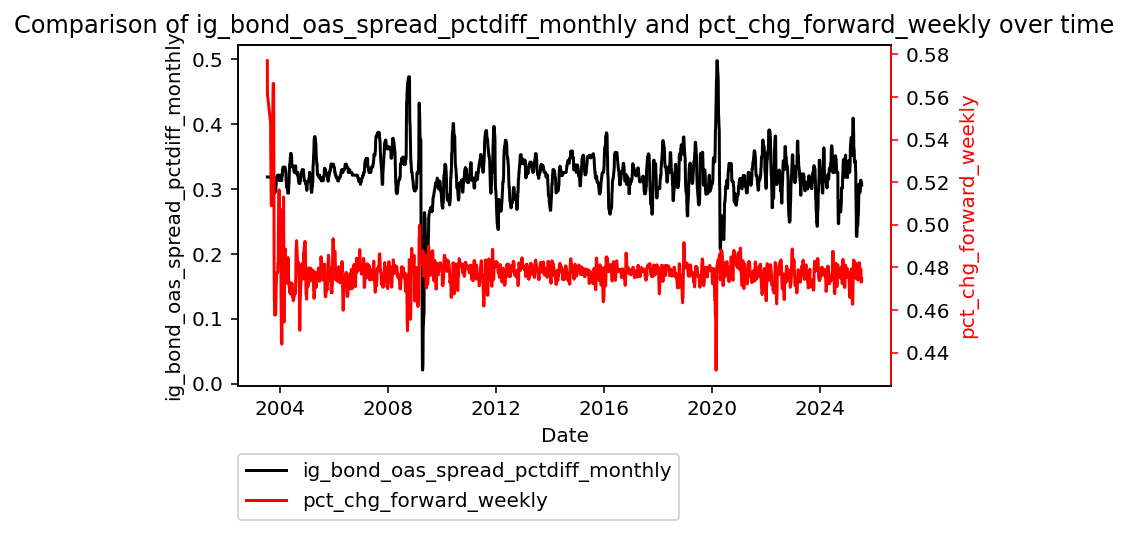 Comparison of ig_bond_oas_spread_pctdiff_monthly and pct_chg_forward_weekly over time
ig_bond_oas_spread_pctdiff_monthly
0.5
0.4
0.3
0.2
0.1
0.0
0.58
0.56
0.54
0.52
0.50
0.48
0.46
0.44
pct_chg_forward_weekly
2004 2008 2012 2016 2020 2024
Date
ig_bond_oas_spread_pctdiff_monthly
pct_chg_forward_weekly